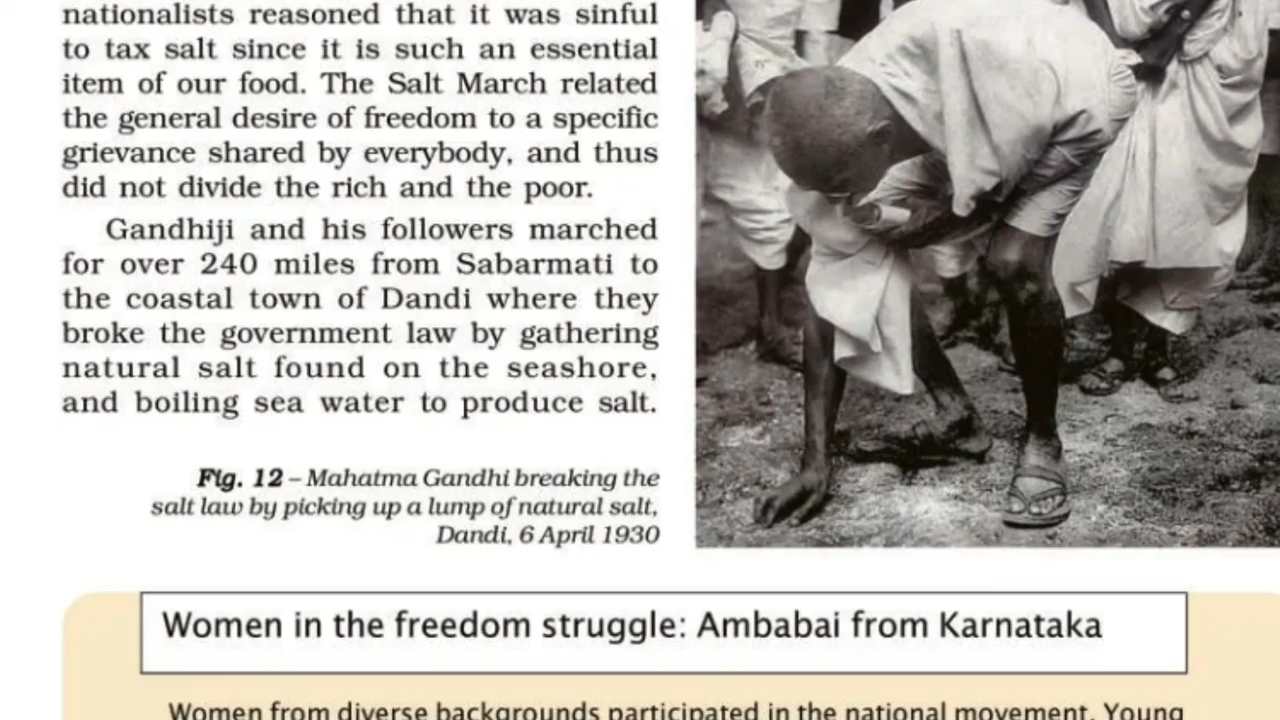 nationalists reasoned that it was sinful
to tax salt since it is such an essential
item of our food. The Salt March related
the general desire of freedom to a specific
grievance shared by everybody, and thus
did not divide the rich and the poor.
Gandhiji and his followers marched
for over 240 miles from Sabarmati to
the coastal town of Dandi where they
broke the government law by gathering
natural salt found on the seashore,
and boiling sea water to produce salt.
Fig. 12 – Mahatma Gandhi breaking the
salt law by picking up a lump of natural salt,
Dandi, 6 April 1930
Women in the freedom struggle: Ambabai from Karnataka
Women from diverse backgrounds participated in the national movement. Young